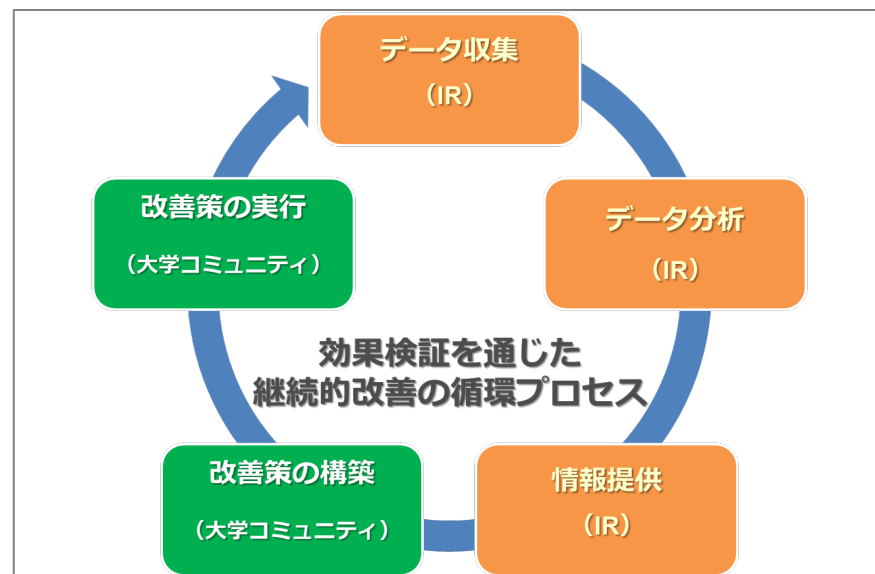 データ収集
（IR）
データ分析
（IR）
情報提供
（IR）
改善策の構築
（大学コミュニティ）
改善策の実行
（大学コミュニティ）
効果検証を通じた
継続的改善の循環プロセス